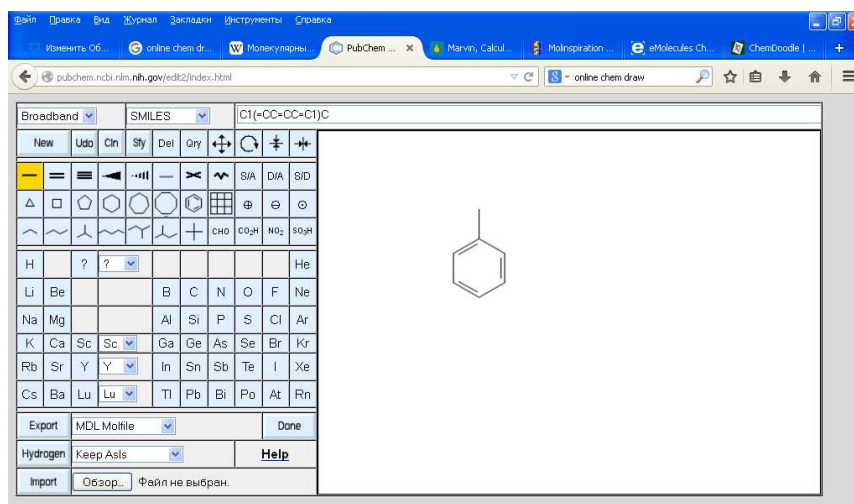 Файл Правка Вид Журнал Закладки Инструменты Справка
Изменить Об... online chem dr... Молекулярны... PubChem ... Marvin, Calcul... Molinspiration ... eMolecules Ch... ChemDoodle | ...
pubchem.ncbi.nlm.nih.gov/edit2/index.html online chem draw
Broadband SMILES C1(=CC=CC=C1)C
New Udo Cln Sfy Del Qry
S/A D/A S/D
CHO CO₂H NO₂ SO₃H
H ? ? He
Li Be B C N O F Ne
Na Mg Al Si P S Cl Ar
K Ca Sc Sc Ga Ge As Se Br Kr
Rb Sr Y Y In Sn Sb Te I Xe
Cs Ba Lu Lu Tl Pb Bi Po At Rn
Export MDL Molfile Done
Hydrogen Keep AsIs Help
Import Обзор... Файл не выбран.